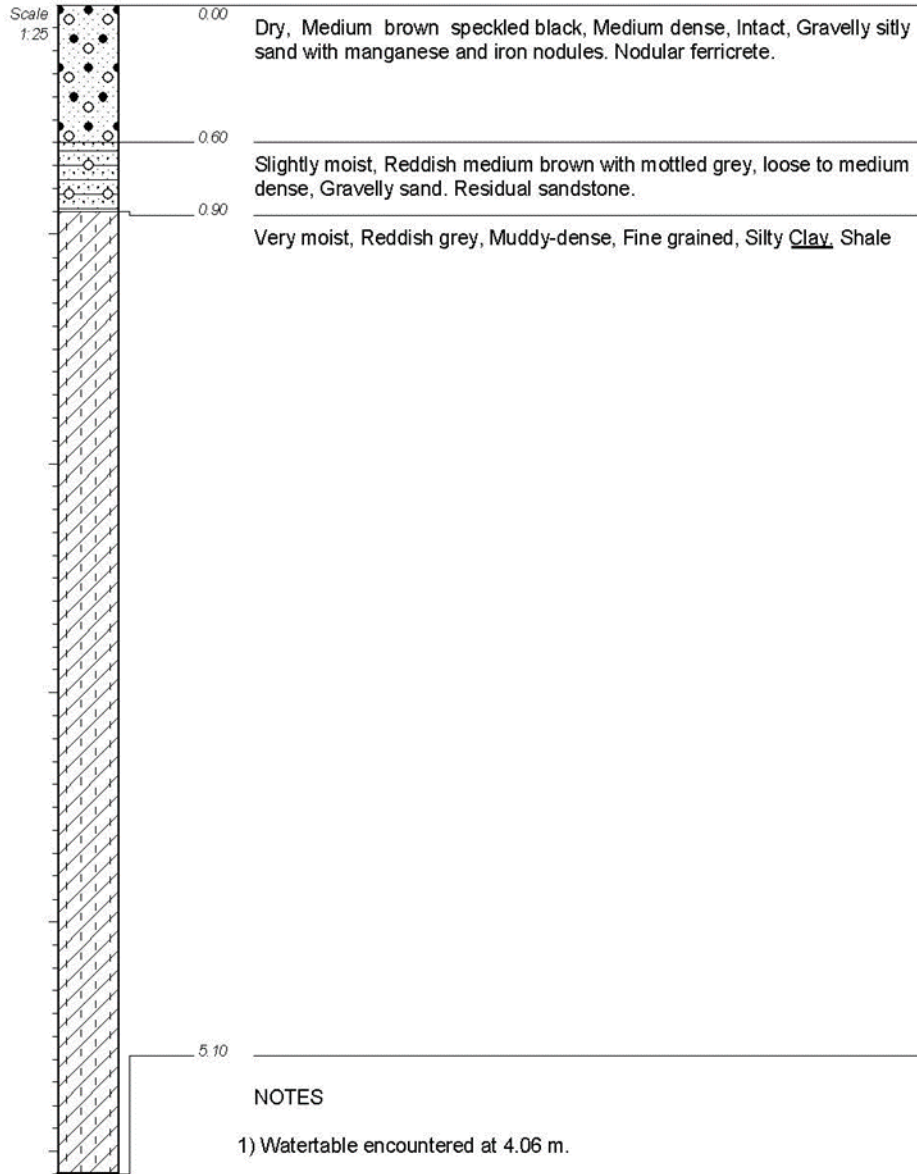 Scale
1:25
0.00
Dry, Medium brown speckled black, Medium dense, Intact, Gravelly sitly
sand with manganese and iron nodules. Nodular ferricrete.
0.60
Slightly moist, Reddish medium brown with mottled grey, loose to medium
dense, Gravelly sand. Residual sandstone.
0.90
Very moist, Reddish grey, Muddy-dense, Fine grained, Silty Clay. Shale
5.10
NOTES
1) Watertable encountered at 4.06 m.